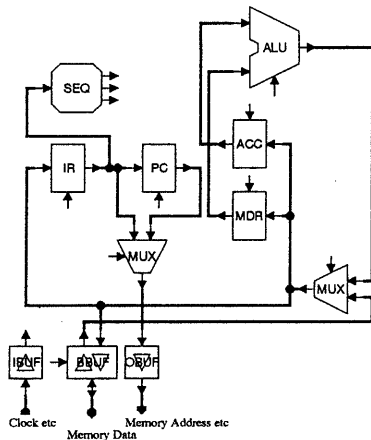 ALU
SEQ
ACC
IR
PC
MDR
MUX
MUX
IBUF
BBUF
OBUF
Clock etc
Memory Address etc
Memory Data